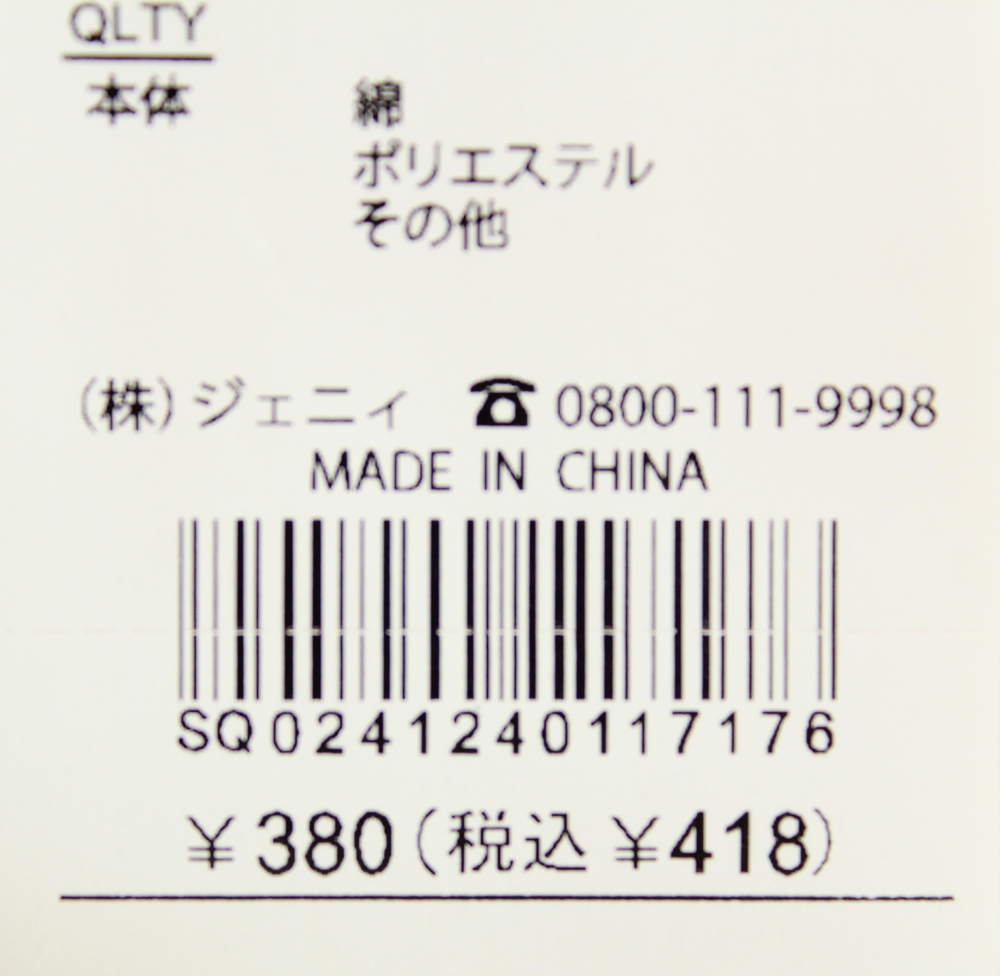 QLTY
本体 綿
ポリエステル
その他
(株)ジェニィ ☎0800-111-9998
MADE IN CHINA
SQ0241240117176
¥380(税込 ¥418)